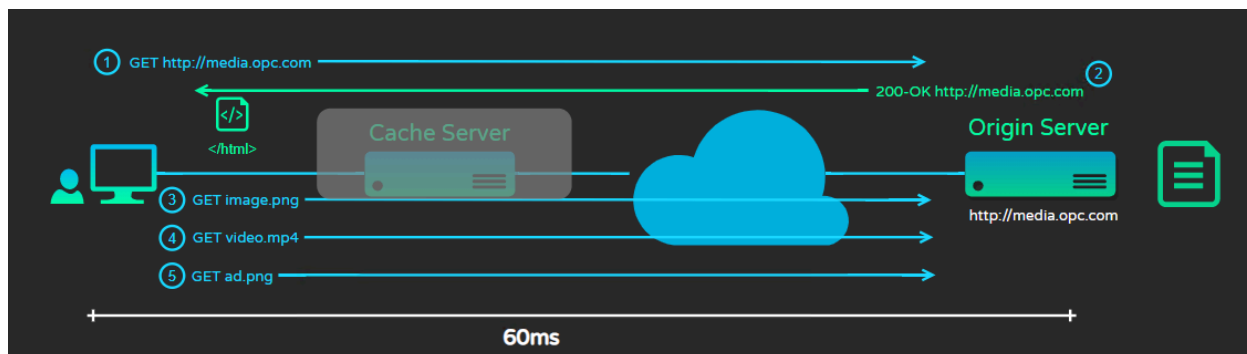 1 GET http://media.opc.com
2
200-OK http://media.opc.com
</>
</html>
Cache Server
Origin Server
http://media.opc.com
3 GET image.png
4 GET video.mp4
5 GET ad.png
60ms